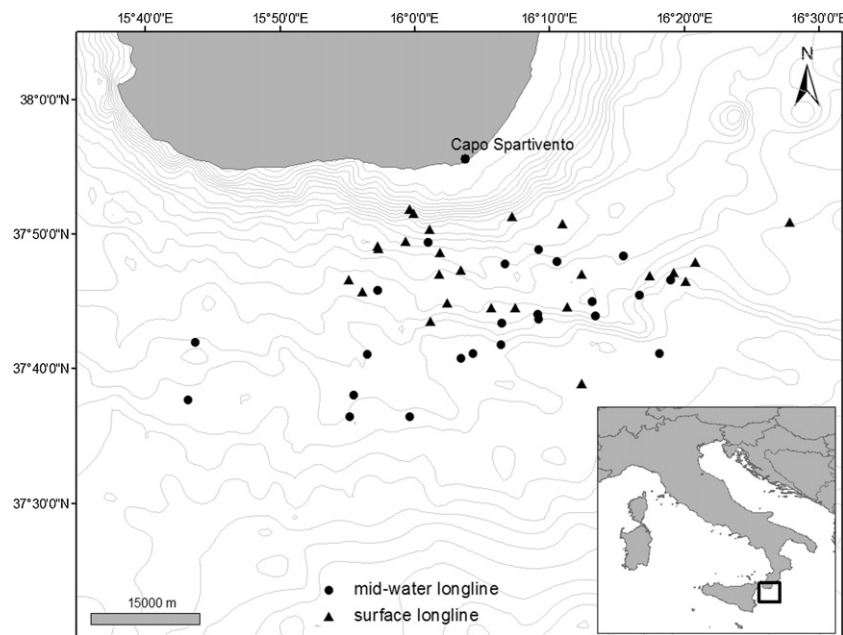 15°40'0"E 15°50'0"E 16°0'0"E 16°10'0"E 16°20'0"E 16°30'0"E
N
38°0'0"N
Capo Spartivento
37°50'0"N
37°40'0"N
37°30'0"N
mid-water longline
15000 m
surface longline